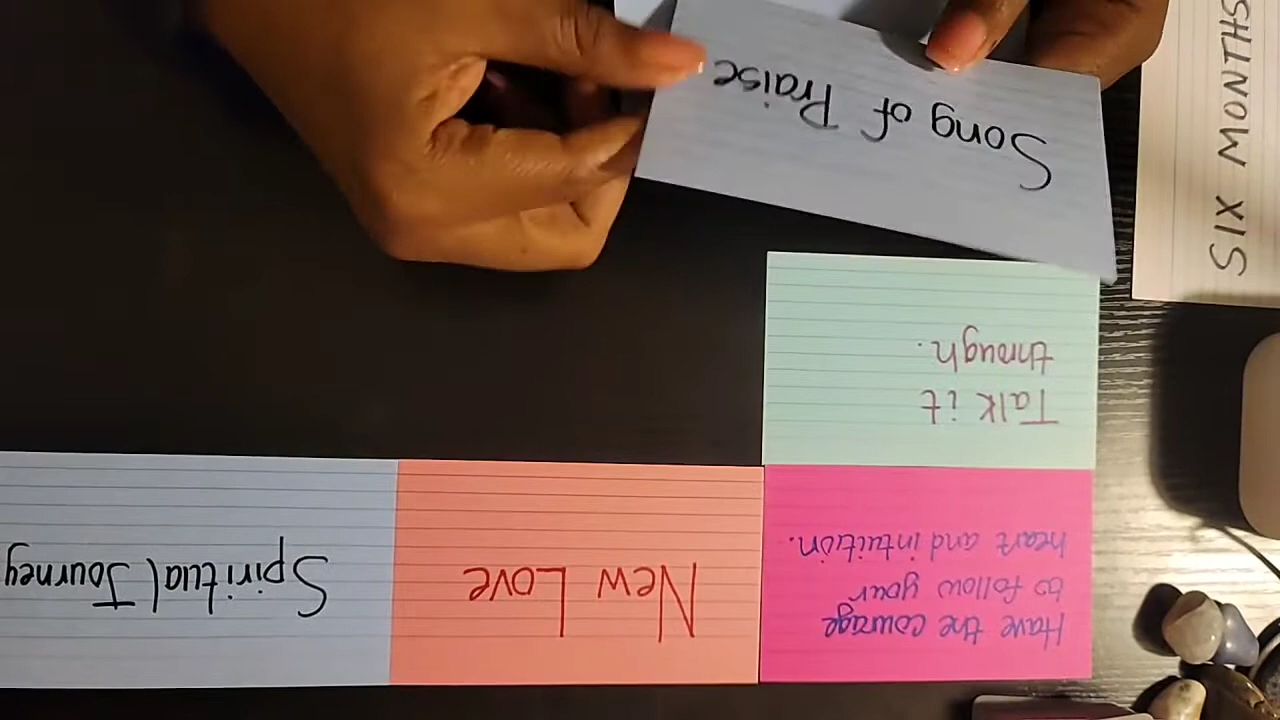 Song of Praise
SIX MONTHS
Talk it
through.
Have the courage
to follow your
heart and intuition.
New Love
Spiritual Journey